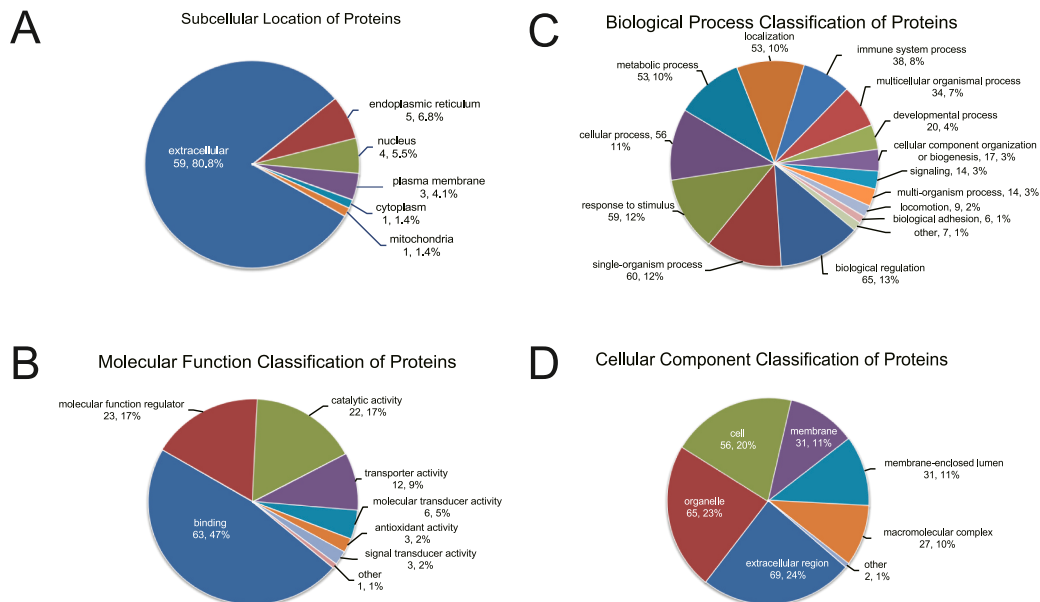 A
Subcellular Location of Proteins
endoplasmic reticulum
5, 6.8%
nucleus
4, 5.5%
extracellular
59, 80.8%
plasma membrane
3, 4.1%
cytoplasm
1, 1.4%
mitochondria
1, 1.4%
C
Biological Process Classification of Proteins
localization
53, 10%
immune system process
38, 8%
metabolic process
53, 10%
multicellular organismal process
34, 7%
developmental process
20, 4%
cellular process, 56
11%
cellular component organization
or biogenesis, 17, 3%
signaling, 14, 3%
multi-organism process, 14, 3%
response to stimulus
59, 12%
locomotion, 9, 2%
biological adhesion, 6, 1%
other, 7, 1%
single-organism process
60, 12%
biological regulation
65, 13%
B
Molecular Function Classification of Proteins
molecular function regulator
23, 17%
catalytic activity
22, 17%
transporter activity
12, 9%
molecular transducer activity
6, 5%
binding
63, 47%
antioxidant activity
3, 2%
signal transducer activity
3, 2%
other
1, 1%
D
Cellular Component Classification of Proteins
cell
56, 20%
membrane
31, 11%
membrane-enclosed lumen
31, 11%
organelle
65, 23%
macromolecular complex
27, 10%
extracellular region
69, 24%
other
2, 1%